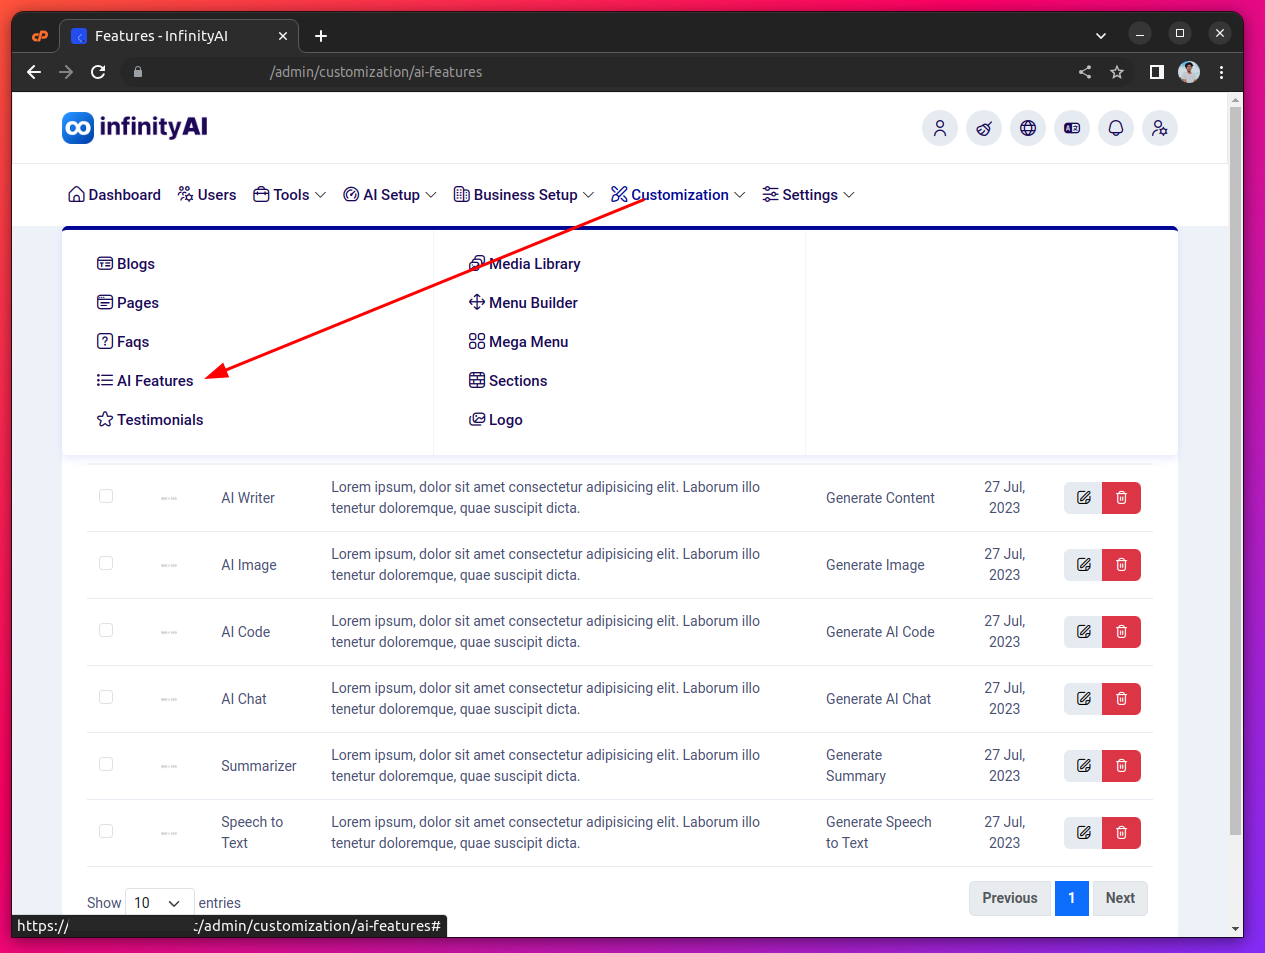 Features - InfinityAI
/admin/customization/ai-features
infinityAI
Dashboard Users Tools AI Setup Business Setup Customization Settings
Blogs
Pages
Faqs
AI Features
Testimonials
Media Library
Menu Builder
Mega Menu
Sections
Logo
AI Writer
Lorem ipsum, dolor sit amet consectetur adipisicing elit. Laborum illo
tenetur doloremque, quae suscipit dicta.
Generate Content
27 Jul,
2023
AI Image
Lorem ipsum, dolor sit amet consectetur adipisicing elit. Laborum illo
tenetur doloremque, quae suscipit dicta.
Generate Image
27 Jul,
2023
AI Code
Lorem ipsum, dolor sit amet consectetur adipisicing elit. Laborum illo
tenetur doloremque, quae suscipit dicta.
Generate AI Code
27 Jul,
2023
AI Chat
Lorem ipsum, dolor sit amet consectetur adipisicing elit. Laborum illo
tenetur doloremque, quae suscipit dicta.
Generate AI Chat
27 Jul,
2023
Summarizer
Lorem ipsum, dolor sit amet consectetur adipisicing elit. Laborum illo
tenetur doloremque, quae suscipit dicta.
Generate
Summary
27 Jul,
2023
Speech to
Text
Lorem ipsum, dolor sit amet consectetur adipisicing elit. Laborum illo
tenetur doloremque, quae suscipit dicta.
Generate Speech
to Text
27 Jul,
2023
Show 10 entries
Previous 1 Next
https:// /admin/customization/ai-features#